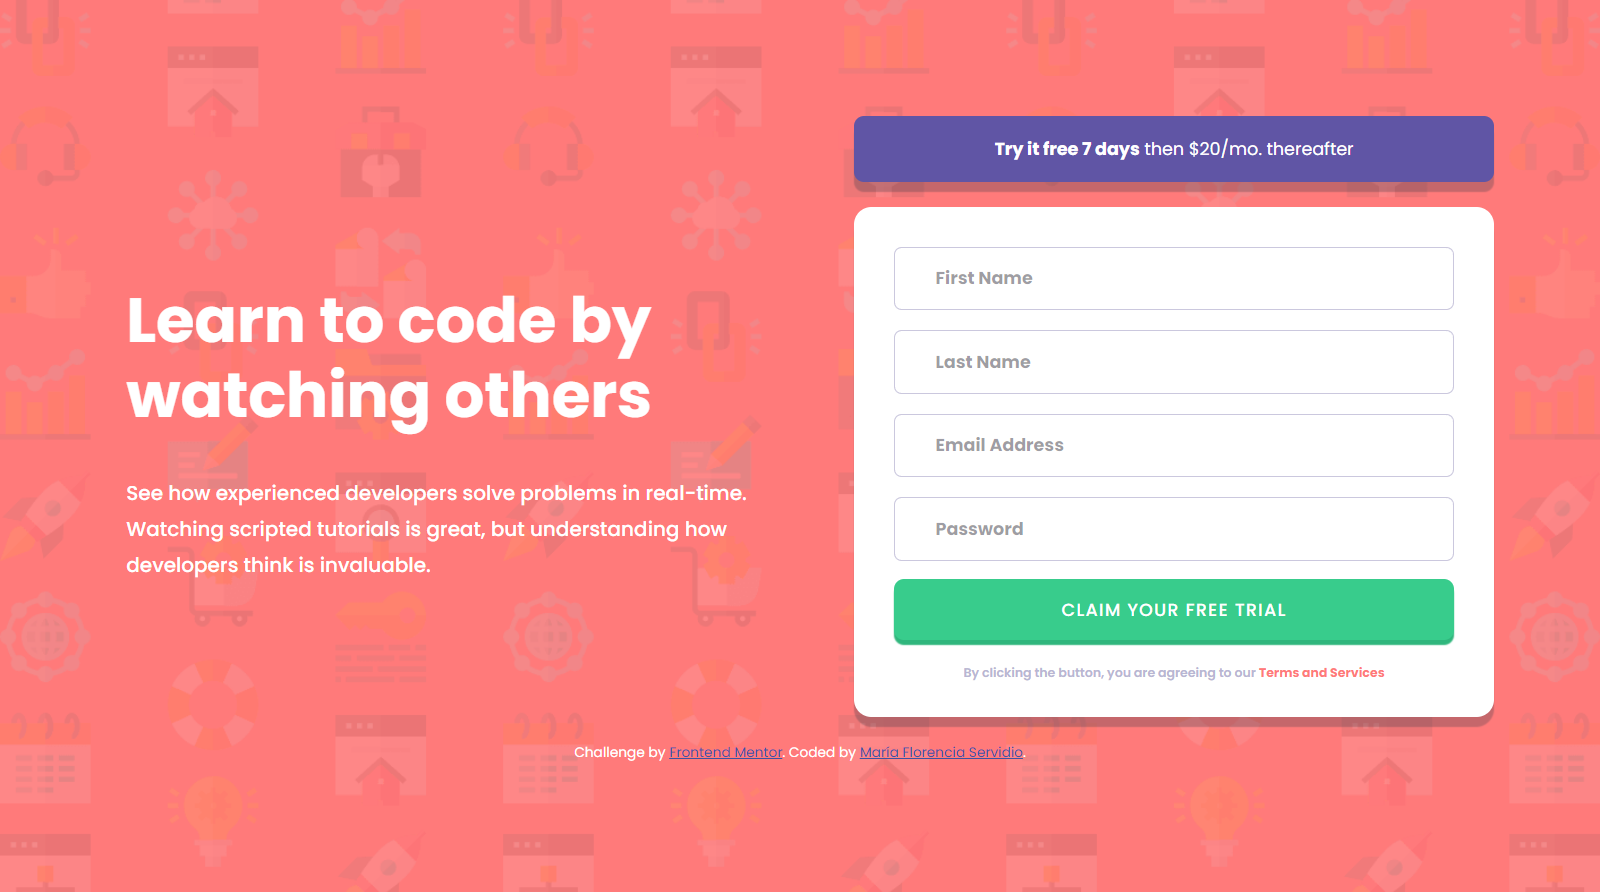 Learn to code by
watching others
See how experienced developers solve problems in real-time.
Watching scripted tutorials is great, but understanding how
developers think is invaluable.
Try it free 7 days then $20/mo. thereafter
First Name
Last Name
Email Address
Password
CLAIM YOUR FREE TRIAL
By clicking the button, you are agreeing to our Terms and Services
Challenge by Frontend Mentor. Coded by María Florencia Servidio.